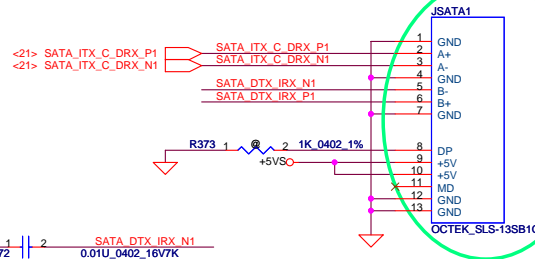 JSATA1
1 GND
<21> SATA_ITX_C_DRX_P1 SATA_ITX_C_DRX_P1 2 A+
<21> SATA_ITX_C_DRX_N1 SATA_ITX_C_DRX_N1 3 A-
4 GND
SATA_DTX_IRX_N1 5 B-
SATA_DTX_IRX_P1 6 B+
7 GND
R373 1 @ 2 1K_0402_1% 8 DP
+5VS 9 +5V
10 +5V
11 MD
12 GND
13 GND
OCTEK_SLS-13SB1G
1 2 SATA_DTX_IRX_N1
72 0.01U_0402_16V7K